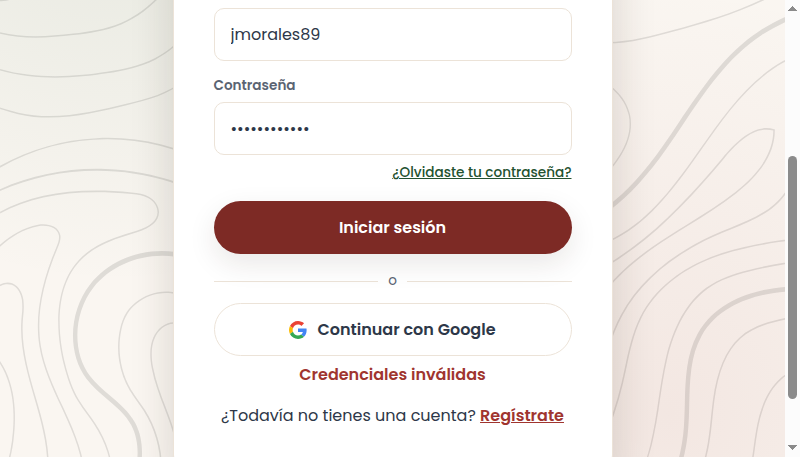 jmorales89
Contraseña
••••••••••••
¿Olvidaste tu contraseña?
Iniciar sesión
o
Continuar con Google
Credenciales inválidas
¿Todavía no tienes una cuenta? Regístrate